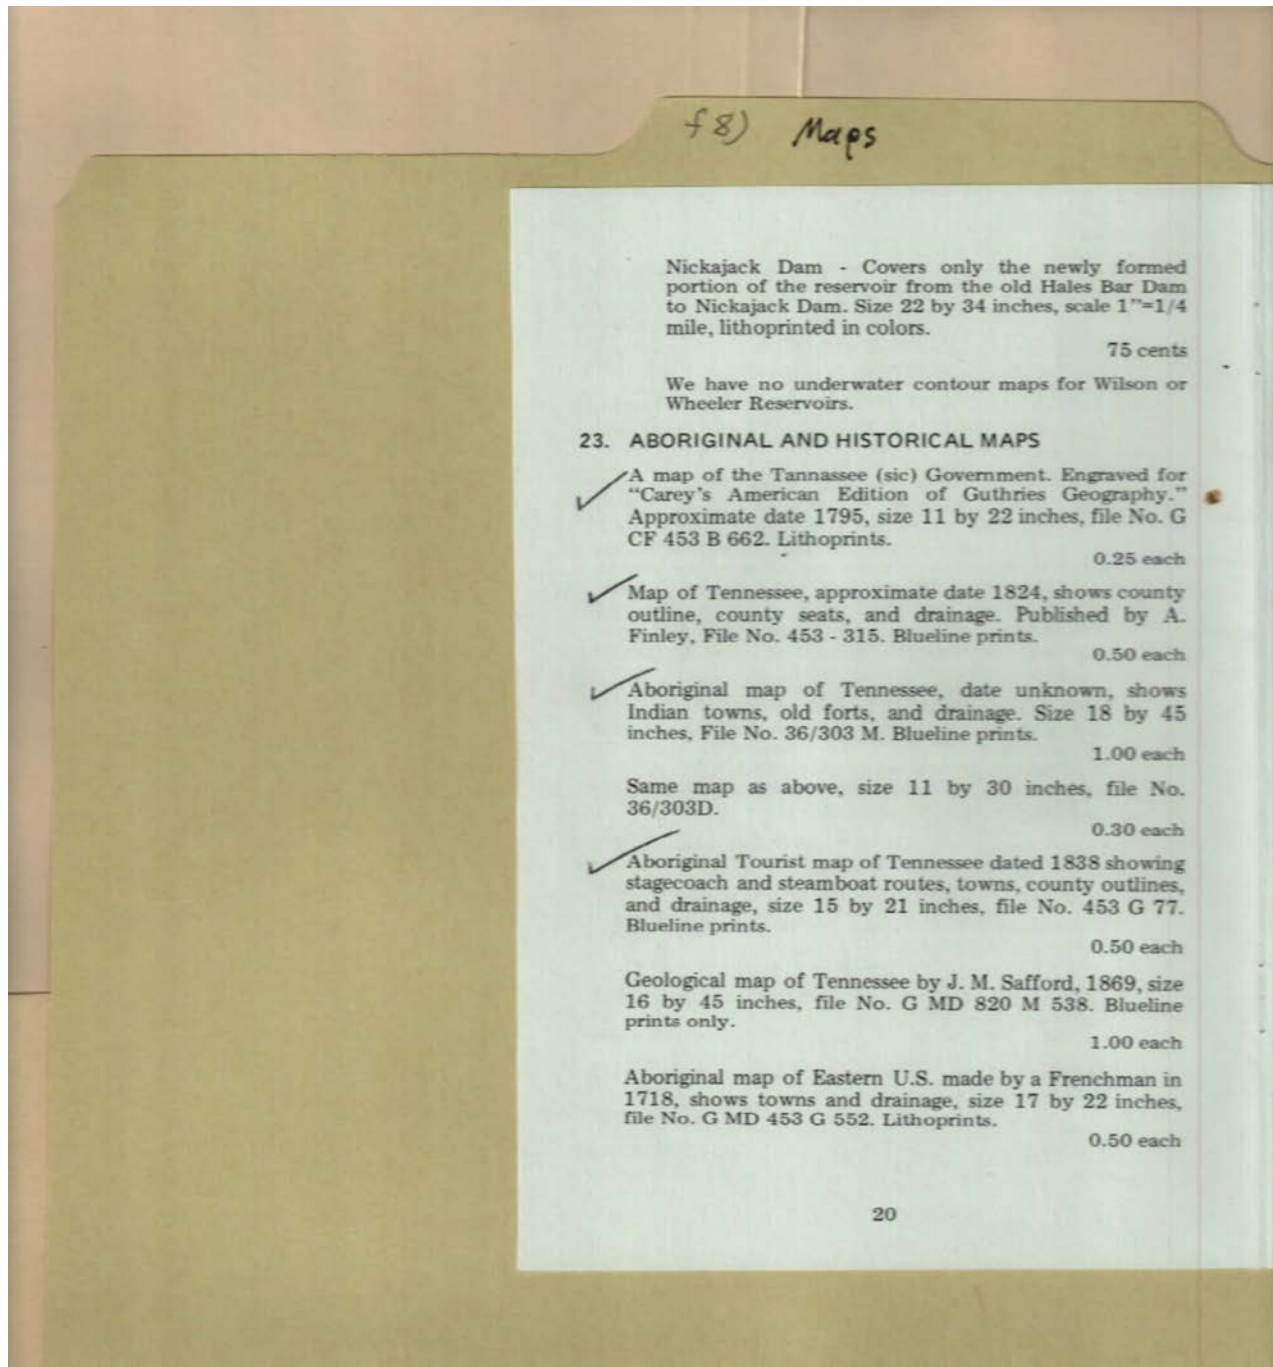 f 8) Maps
Nickajack Dam - Covers only the newly formed
portion of the reservoir from the old Hales Bar Dam
to Nickajack Dam. Size 22 by 34 inches, scale 1"=1/4
mile, lithoprinted in colors.
75 cents
We have no underwater contour maps for Wilson or
Wheeler Reservoirs.
23. ABORIGINAL AND HISTORICAL MAPS
A map of the Tannassee (sic) Government. Engraved for
"Carey's American Edition of Guthries Geography."
Approximate date 1795, size 11 by 22 inches, file No. G
CF 453 B 662. Lithoprints.
0.25 each
Map of Tennessee, approximate date 1824, shows county
outline, county seats, and drainage. Published by A.
Finley, File No. 453 - 315. Blueline prints.
0.50 each
Aboriginal map of Tennessee, date unknown, shows
Indian towns, old forts, and drainage. Size 18 by 45
inches, File No. 36/303 M. Blueline prints.
1.00 each
Same map as above, size 11 by 30 inches, file No.
36/303D.
0.30 each
Aboriginal Tourist map of Tennessee dated 1838 showing
stagecoach and steamboat routes, towns, county outlines,
and drainage, size 15 by 21 inches, file No. 453 G 77.
Blueline prints.
0.50 each
Geological map of Tennessee by J. M. Safford, 1869, size
16 by 45 inches, file No. G MD 820 M 538. Blueline
prints only.
1.00 each
Aboriginal map of Eastern U.S. made by a Frenchman in
1718, shows towns and drainage, size 17 by 22 inches,
file No. G MD 453 G 552. Lithoprints.
0.50 each
20